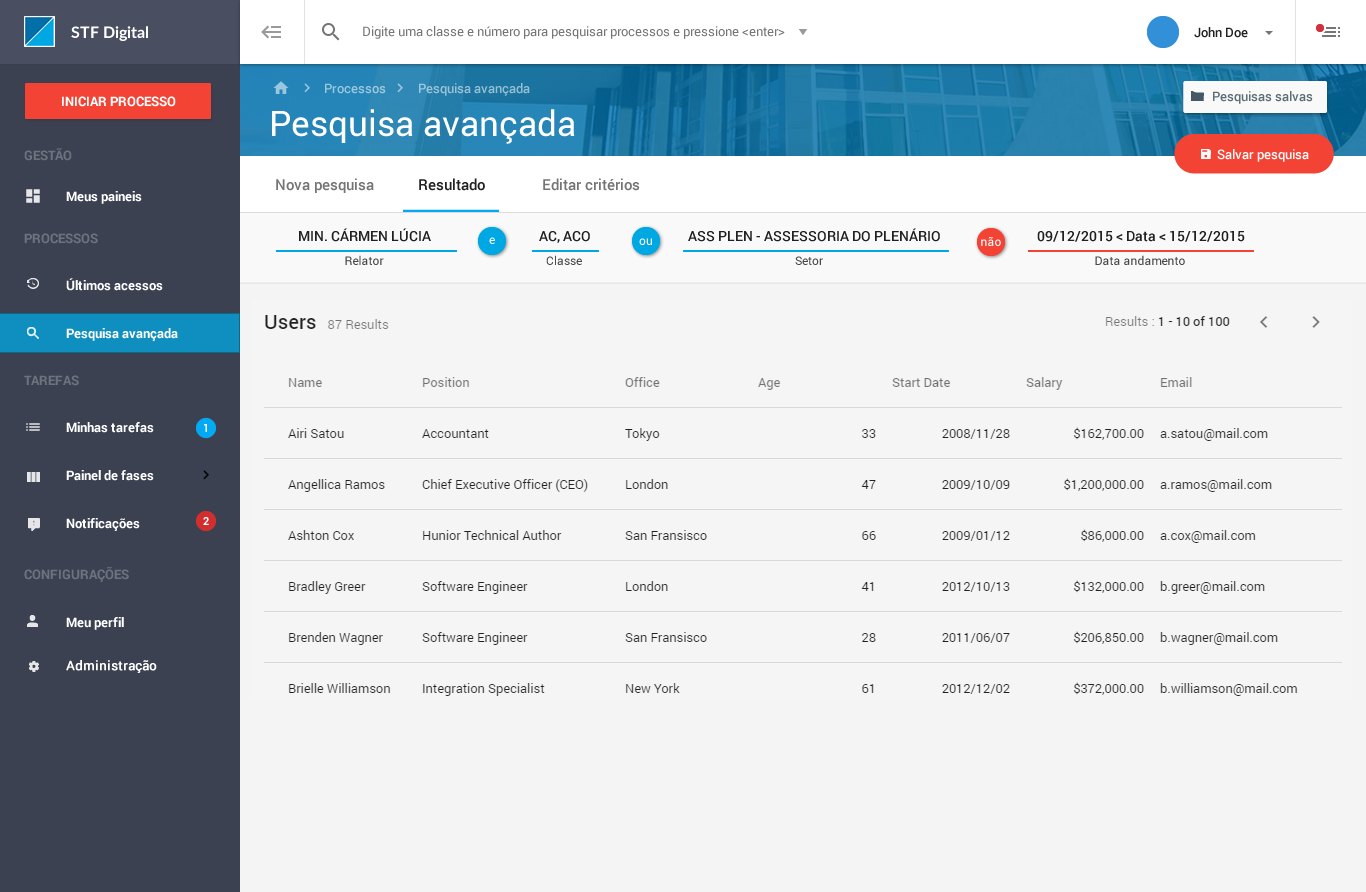 STF Digital
Digite uma classe e número para pesquisar processos e pressione <enter>
John Doe
INICIAR PROCESSO
GESTÃO
Meus paineis
PROCESSOS
Últimos acessos
Pesquisa avançada
TAREFAS
Minhas tarefas 1
Painel de fases
Notificações 2
CONFIGURAÇÕES
Meu perfil
Administração
Processos Pesquisa avançada
Pesquisas salvas
Pesquisa avançada
Salvar pesquisa
Nova pesquisa Resultado Editar critérios
MIN. CÁRMEN LÚCIA e AC, ACO ou ASS PLEN - ASSESSORIA DO PLENÁRIO não 09/12/2015 < Data < 15/12/2015
Relator Classe Setor Data andamento
Users 87 Results Results : 1 - 10 of 100
Name Position Office Age Start Date Salary Email
Airi Satou Accountant Tokyo 33 2008/11/28 $162,700.00 a.satou@mail.com
Angellica Ramos Chief Executive Officer (CEO) London 47 2009/10/09 $1,200,000.00 a.ramos@mail.com
Ashton Cox Hunior Technical Author San Fransisco 66 2009/01/12 $86,000.00 a.cox@mail.com
Bradley Greer Software Engineer London 41 2012/10/13 $132,000.00 b.greer@mail.com
Brenden Wagner Software Engineer San Fransisco 28 2011/06/07 $206,850.00 b.wagner@mail.com
Brielle Williamson Integration Specialist New York 61 2012/12/02 $372,000.00 b.williamson@mail.com